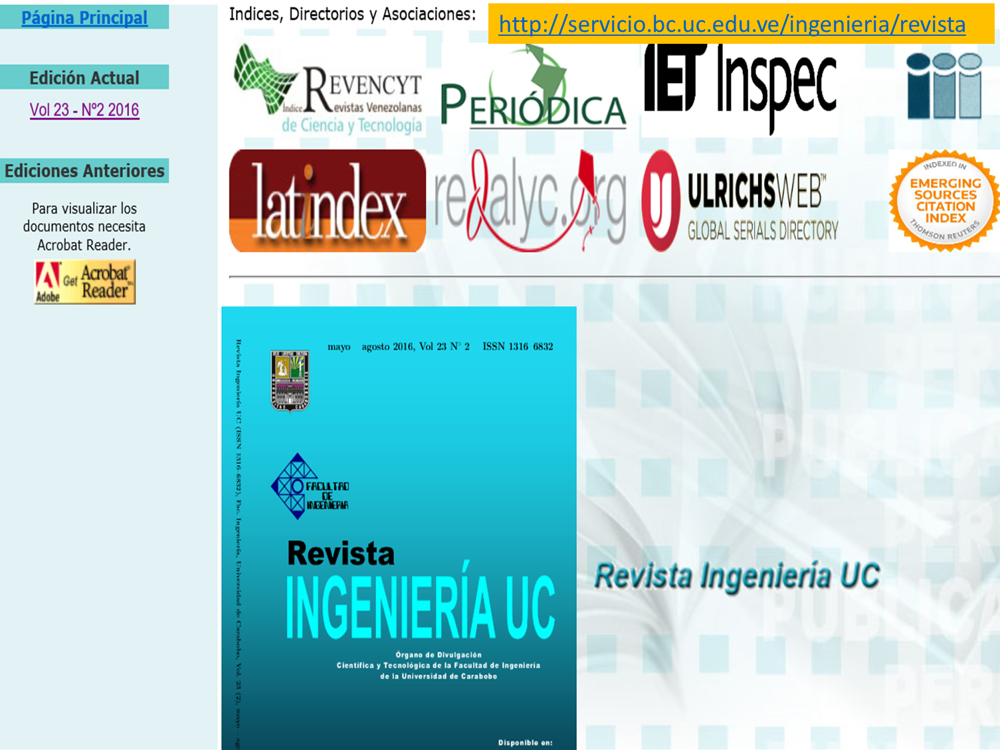 Página Principal
Edición Actual
Vol 23 - Nº2 2016
Ediciones Anteriores
Para visualizar los
documentos necesita
Acrobat Reader.
Adobe
Get Acrobat
Reader
Indices, Directorios y Asociaciones:
http://servicio.bc.uc.edu.ve/ingenieria/revista
REVENCYT
Indice Revistas Venezolanas
de Ciencia y Tecnología
PERIÓDICA
IET Inspec
iii
latindex
redalyc.org
ULRICHSWEB™
GLOBAL SERIALS DIRECTORY
INDEXED IN
EMERGING
SOURCES
CITATION
INDEX
THOMSON REUTERS
mayo agosto 2016, Vol 23 N° 2 ISSN 1316 6832
Revista Ingeniería UC (ISSN 1316-6832), Fac. Ingeniería, Universidad de Carabobo, Vol. 23 (2), mayo – ag
FACULTAD
DE
INGENIERIA
Revista
INGENIERÍA UC
Órgano de Divulgación
Científica y Tecnológica de la Facultad de Ingeniería
de la Universidad de Carabobo
Disponible en:
Revista Ingeniería UC